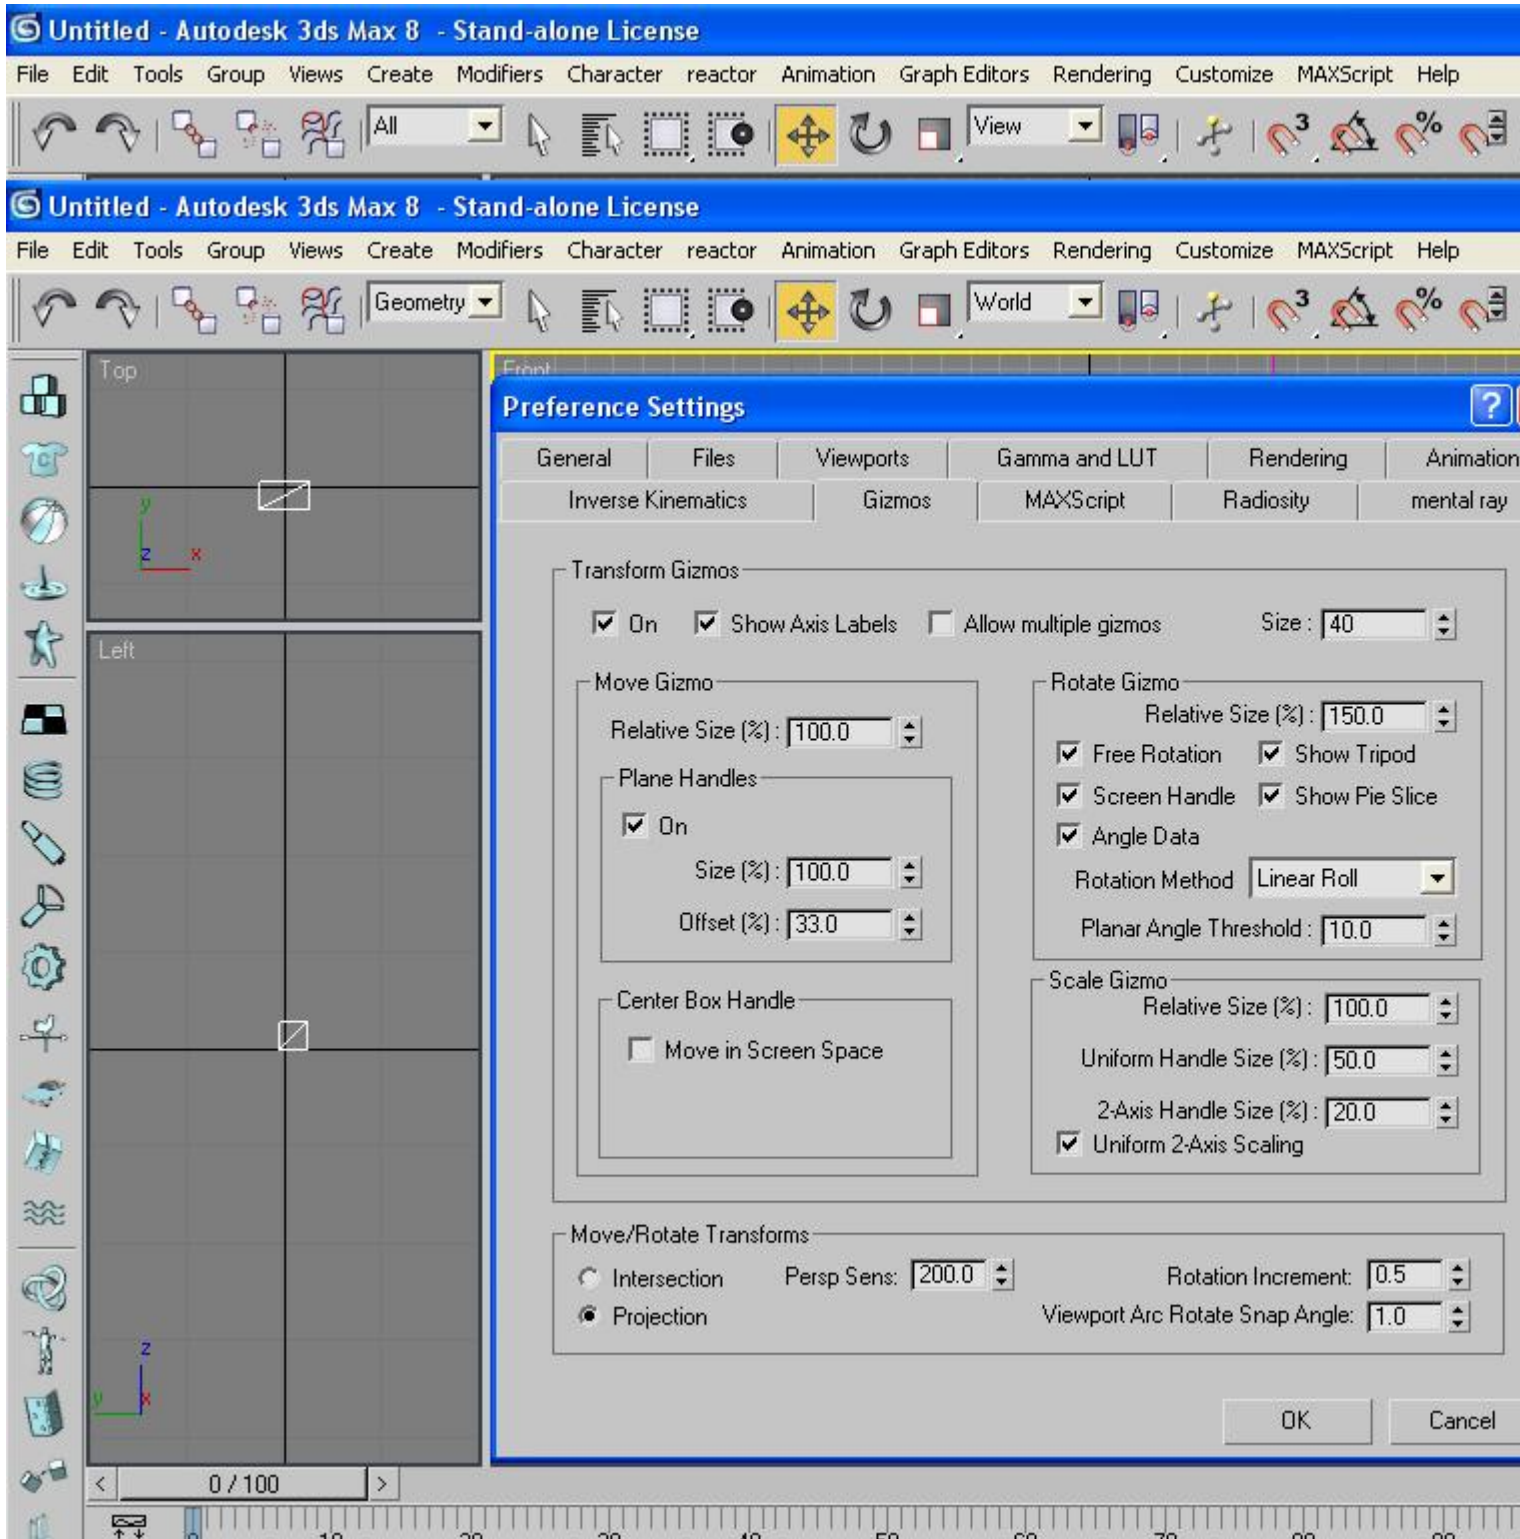 Untitled - Autodesk 3ds Max 8 - Stand-alone License
File Edit Tools Group Views Create Modifiers Character reactor Animation Graph Editors Rendering Customize MAXScript Help
All View 3 %
Untitled - Autodesk 3ds Max 8 - Stand-alone License
File Edit Tools Group Views Create Modifiers Character reactor Animation Graph Editors Rendering Customize MAXScript Help
Geometry World 3 %
Top
y
z x
Left
z
y x
Front
Preference Settings ?
General Files Viewports Gamma and LUT Rendering Animation
Inverse Kinematics Gizmos MAXScript Radiosity mental ray
Transform Gizmos
On Show Axis Labels Allow multiple gizmos Size : 40
Move Gizmo
Relative Size (%) : 100.0
Plane Handles
On
Size (%) : 100.0
Offset (%) : 33.0
Center Box Handle
Move in Screen Space
Rotate Gizmo
Relative Size (%) : 150.0
Free Rotation Show Tripod
Screen Handle Show Pie Slice
Angle Data
Rotation Method Linear Roll
Planar Angle Threshold : 10.0
Scale Gizmo
Relative Size (%) : 100.0
Uniform Handle Size (%) : 50.0
2-Axis Handle Size (%) : 20.0
Uniform 2-Axis Scaling
Move/Rotate Transforms
Intersection Persp Sens: 200.0 Rotation Increment: 0.5
Projection Viewport Arc Rotate Snap Angle: 1.0
OK Cancel
< 0 / 100 >